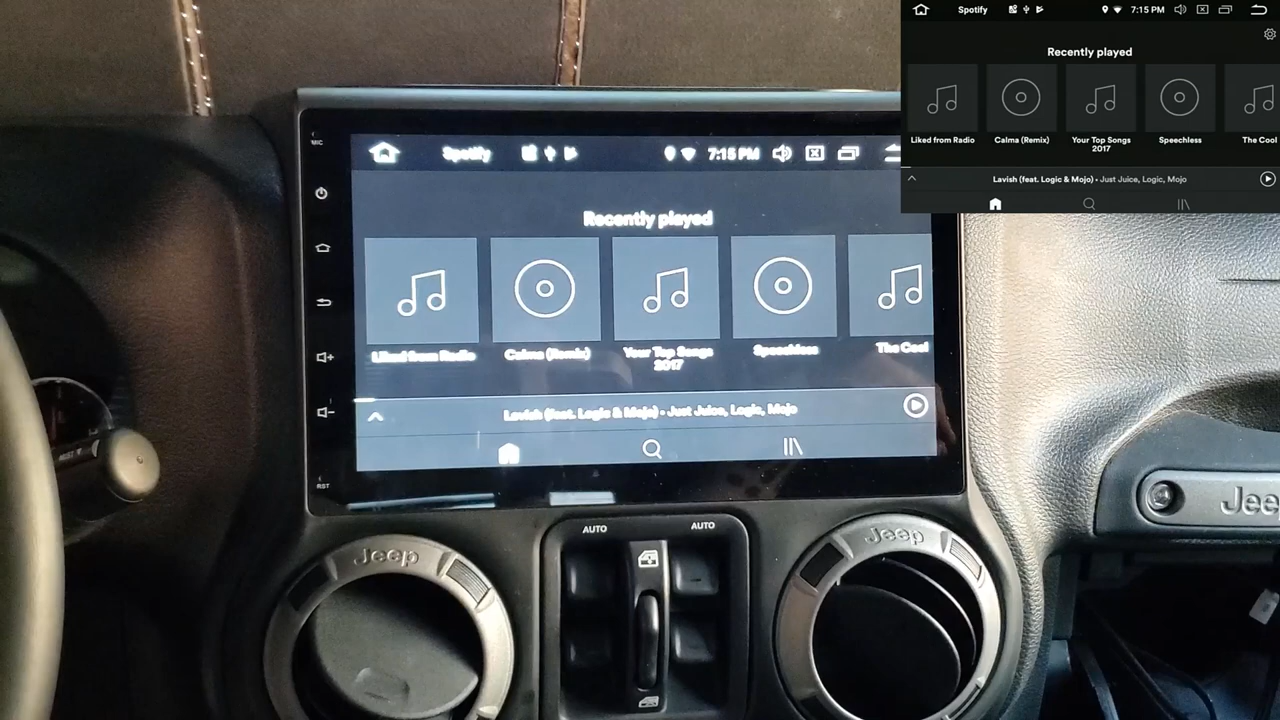 MIC
Spotify
7:15 PM
Recently played
Liked from Radio
Calma (Remix)
Your Top Songs
2017
Speechless
The Cool
Lavish (feat. Logic & Mojo) • Just Juice, Logic, Mojo
RST
Spotify
7:15 PM
Recently played
Liked from Radio
Calma (Remix)
Your Top Songs
2017
Speechless
The Cool
Lavish (feat. Logic & Mojo) • Just Juice, Logic, Mojo
AUTO
AUTO
Jeep
Jeep